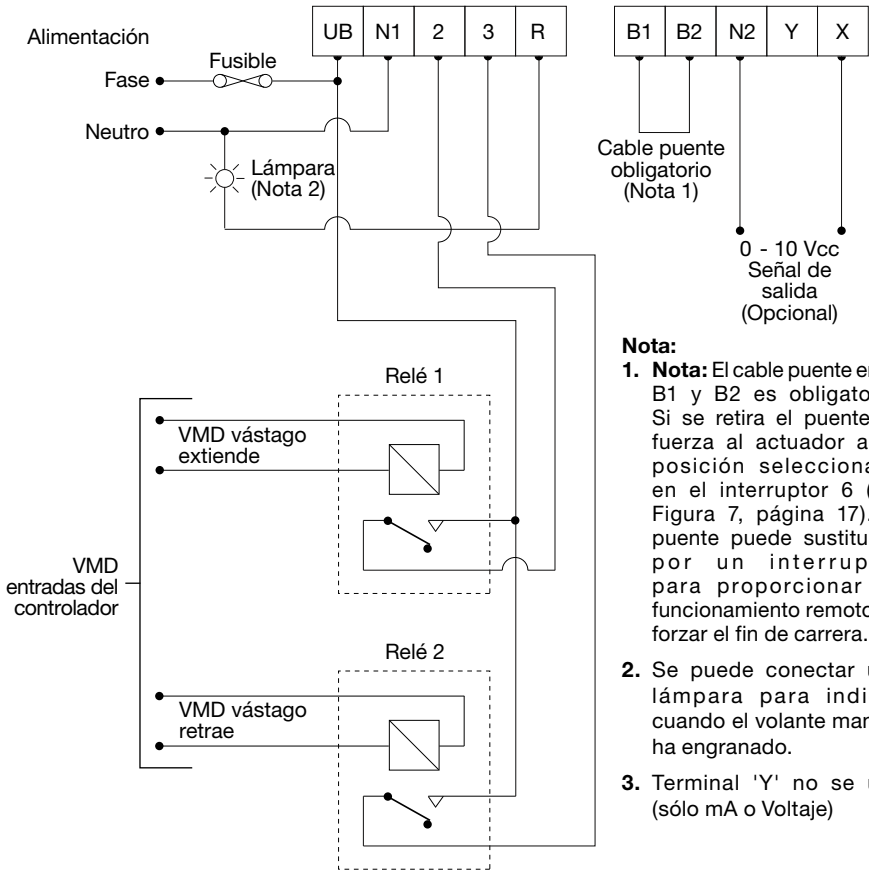 UB N1 2 3 R
B1 B2 N2 Y X
Alimentación
Fusible
Fase
Neutro
Lámpara
(Nota 2)
Cable puente
obligatorio
(Nota 1)
0 - 10 Vcc
Señal de
salida
(Opcional)
Relé 1
VMD vástago
extiende
VMD
entradas del
controlador
Relé 2
VMD vástago
retrae
Nota:
1. Nota: El cable puente en
B1 y B2 es obligato
Si se retira el puente
fuerza al actuador a
posición selecciona
en el interruptor 6 (
Figura 7, página 17).
puente puede sustitu
por un interrup
para proporcionar
funcionamiento remoto
forzar el fin de carrera.
2. Se puede conectar u
lámpara para indi
cuando el volante man
ha engranado.
3. Terminal 'Y' no se u
(sólo mA o Voltaje)